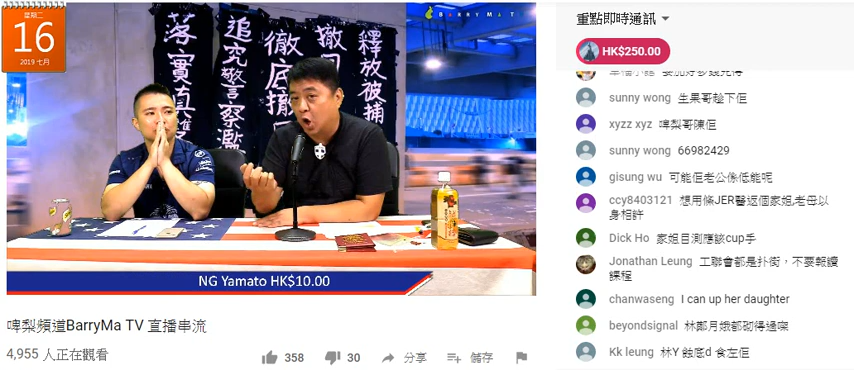 星期二
16
2019 七月
BARRYMA TV
落實真
追究警察濫
徹底撤
撤
釋放被捕
NG Yamato HK$10.00
啤梨頻道BarryMa TV 直播串流
4,955 人正在觀看
358
30
分享
儲存
重點即時通訊
HK$250.00
sunny wong 生果哥趁下佢
xyzz xyz 啤梨哥陳佢
sunny wong 66982429
gisung wu 可能佢老公係低能呢
ccy8403121 想用條JER醫返個家姐,老母以
身相許
Dick Ho 家姐目測應該cup手
Jonathan Leung 工聯會都是扑街，不要報讀
課程
chanwaseng I can up her daughter
beyondsignal 林鄭月娥都砌得過㗎
Kk leung 林Y 蝕底d 食左佢